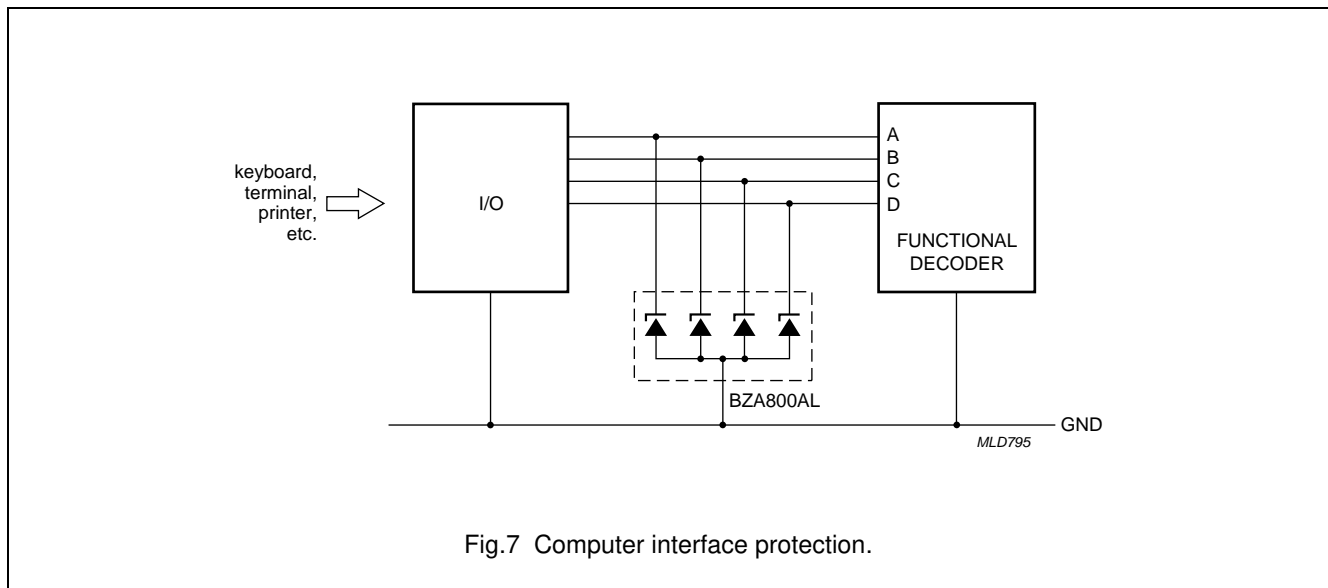 keyboard,
terminal,
printer,
etc.
I/O
A
B
C
D
FUNCTIONAL
DECODER
BZA800AL
GND
MLD795
Fig.7 Computer interface protection.